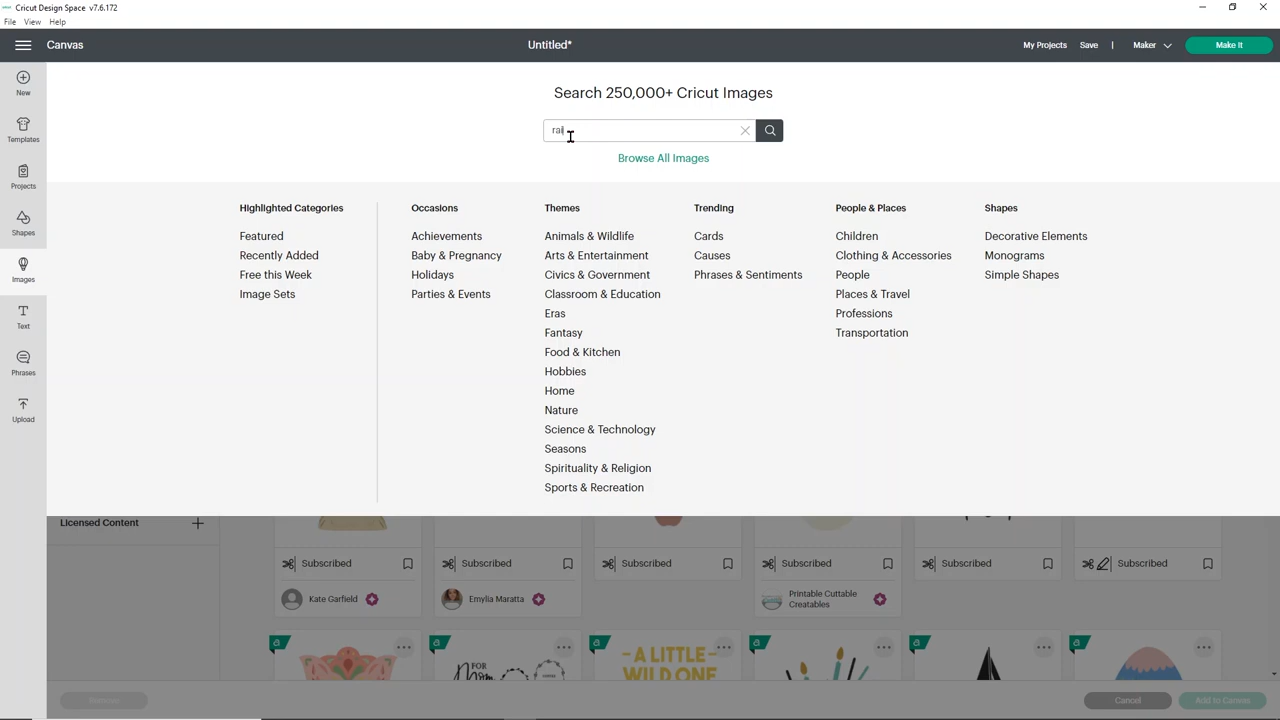 Cricut Design Space v7.6.172
File View Help
Canvas
Untitled*
My Projects Save | Maker Make It
New
Templates
Projects
Shapes
Images
Text
Phrases
Upload
Search 250,000+ Cricut Images
rai
Browse All Images
Highlighted Categories
Featured
Recently Added
Free this Week
Image Sets
Occasions
Achievements
Baby & Pregnancy
Holidays
Parties & Events
Themes
Animals & Wildlife
Arts & Entertainment
Civics & Government
Classroom & Education
Eras
Fantasy
Food & Kitchen
Hobbies
Home
Nature
Science & Technology
Seasons
Spirituality & Religion
Sports & Recreation
Trending
Cards
Causes
Phrases & Sentiments
People & Places
Children
Clothing & Accessories
People
Places & Travel
Professions
Transportation
Shapes
Decorative Elements
Monograms
Simple Shapes
Licensed Content
Subscribed
Subscribed
Subscribed
Subscribed
Subscribed
Subscribed
Kate Garfield
Emylia Maratta
Printable Cuttable
Creatables
a
a
a
a
a
a
FOR
-A LITTLE-
WILD ONE
Cancel
Add to Canvas